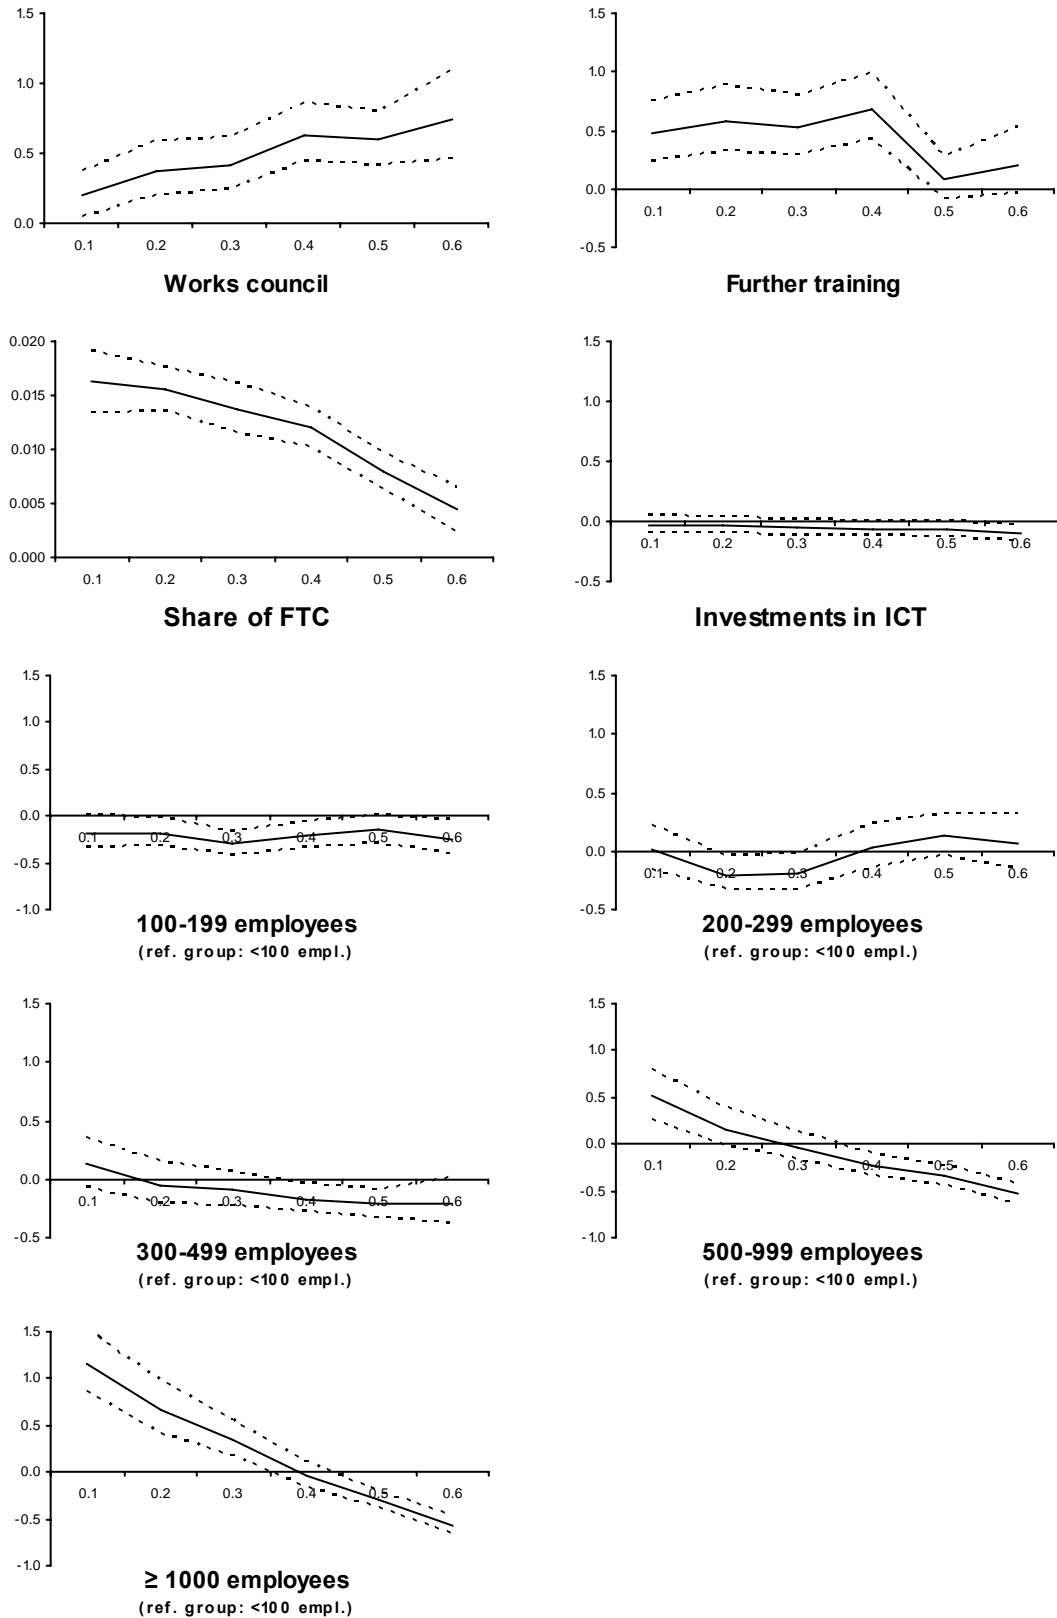 1.5
1.0
0.5
0.0
0.1 0.2 0.3 0.4 0.5 0.6
Works council
1.5
1.0
0.5
0.0
-0.5
0.1 0.2 0.3 0.4 0.5 0.6
Further training
0.020
0.015
0.010
0.005
0.000
0.1 0.2 0.3 0.4 0.5 0.6
Share of FTC
1.5
1.0
0.5
0.0
-0.5
0.1 0.2 0.3 0.4 0.5 0.6
Investments in ICT
1.5
1.0
0.5
0.0
-0.5
-1.0
0.1 0.2 0.3 0.4 0.5 0.6
100-199 employees
(ref. group: <100 empl.)
1.5
1.0
0.5
0.0
-0.5
0.1 0.2 0.3 0.4 0.5 0.6
200-299 employees
(ref. group: <100 empl.)
1.5
1.0
0.5
0.0
-0.5
0.1 0.2 0.3 0.4 0.5 0.6
300-499 employees
(ref. group: <100 empl.)
1.5
1.0
0.5
0.0
-0.5
-1.0
0.1 0.2 0.3 0.4 0.5 0.6
500-999 employees
(ref. group: <100 empl.)
1.5
1.0
0.5
0.0
-0.5
-1.0
0.1 0.2 0.3 0.4 0.5 0.6
≥ 1000 employees
(ref. group: <100 empl.)